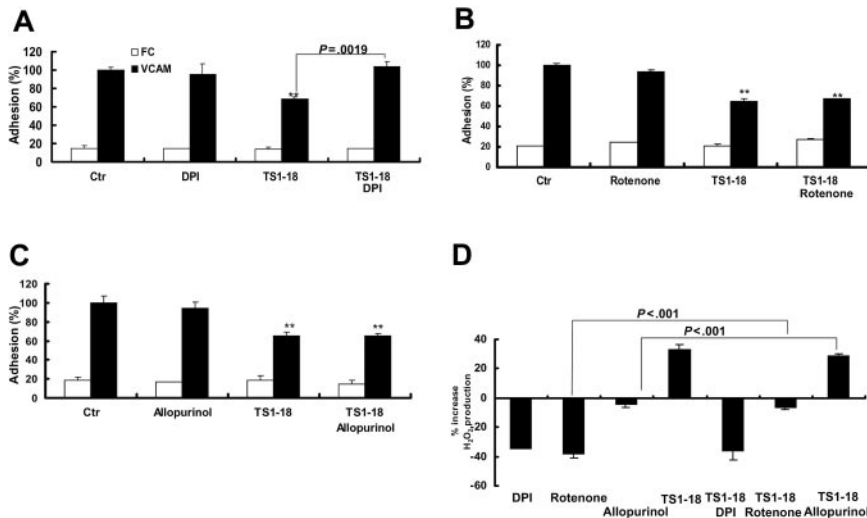 A
FC
VCAM
P=.0019
**
Adhesion (%)
120
100
80
60
40
20
0
Ctr
DPI
TS1-18
TS1-18
DPI
B
Adhesion (%)
120
100
80
60
40
20
0
**
**
Ctr
Rotenone
TS1-18
TS1-18
Rotenone
C
Adhesion (%)
120
100
80
60
40
20
0
**
**
Ctr
Allopurinol
TS1-18
TS1-18
Allopurinol
D
P<.001
P<.001
% increase
H₂O₂ production
40
20
0
-20
-40
-60
DPI
Rotenone
Allopurinol
TS1-18
TS1-18
DPI
TS1-18
Rotenone
TS1-18
Allopurinol